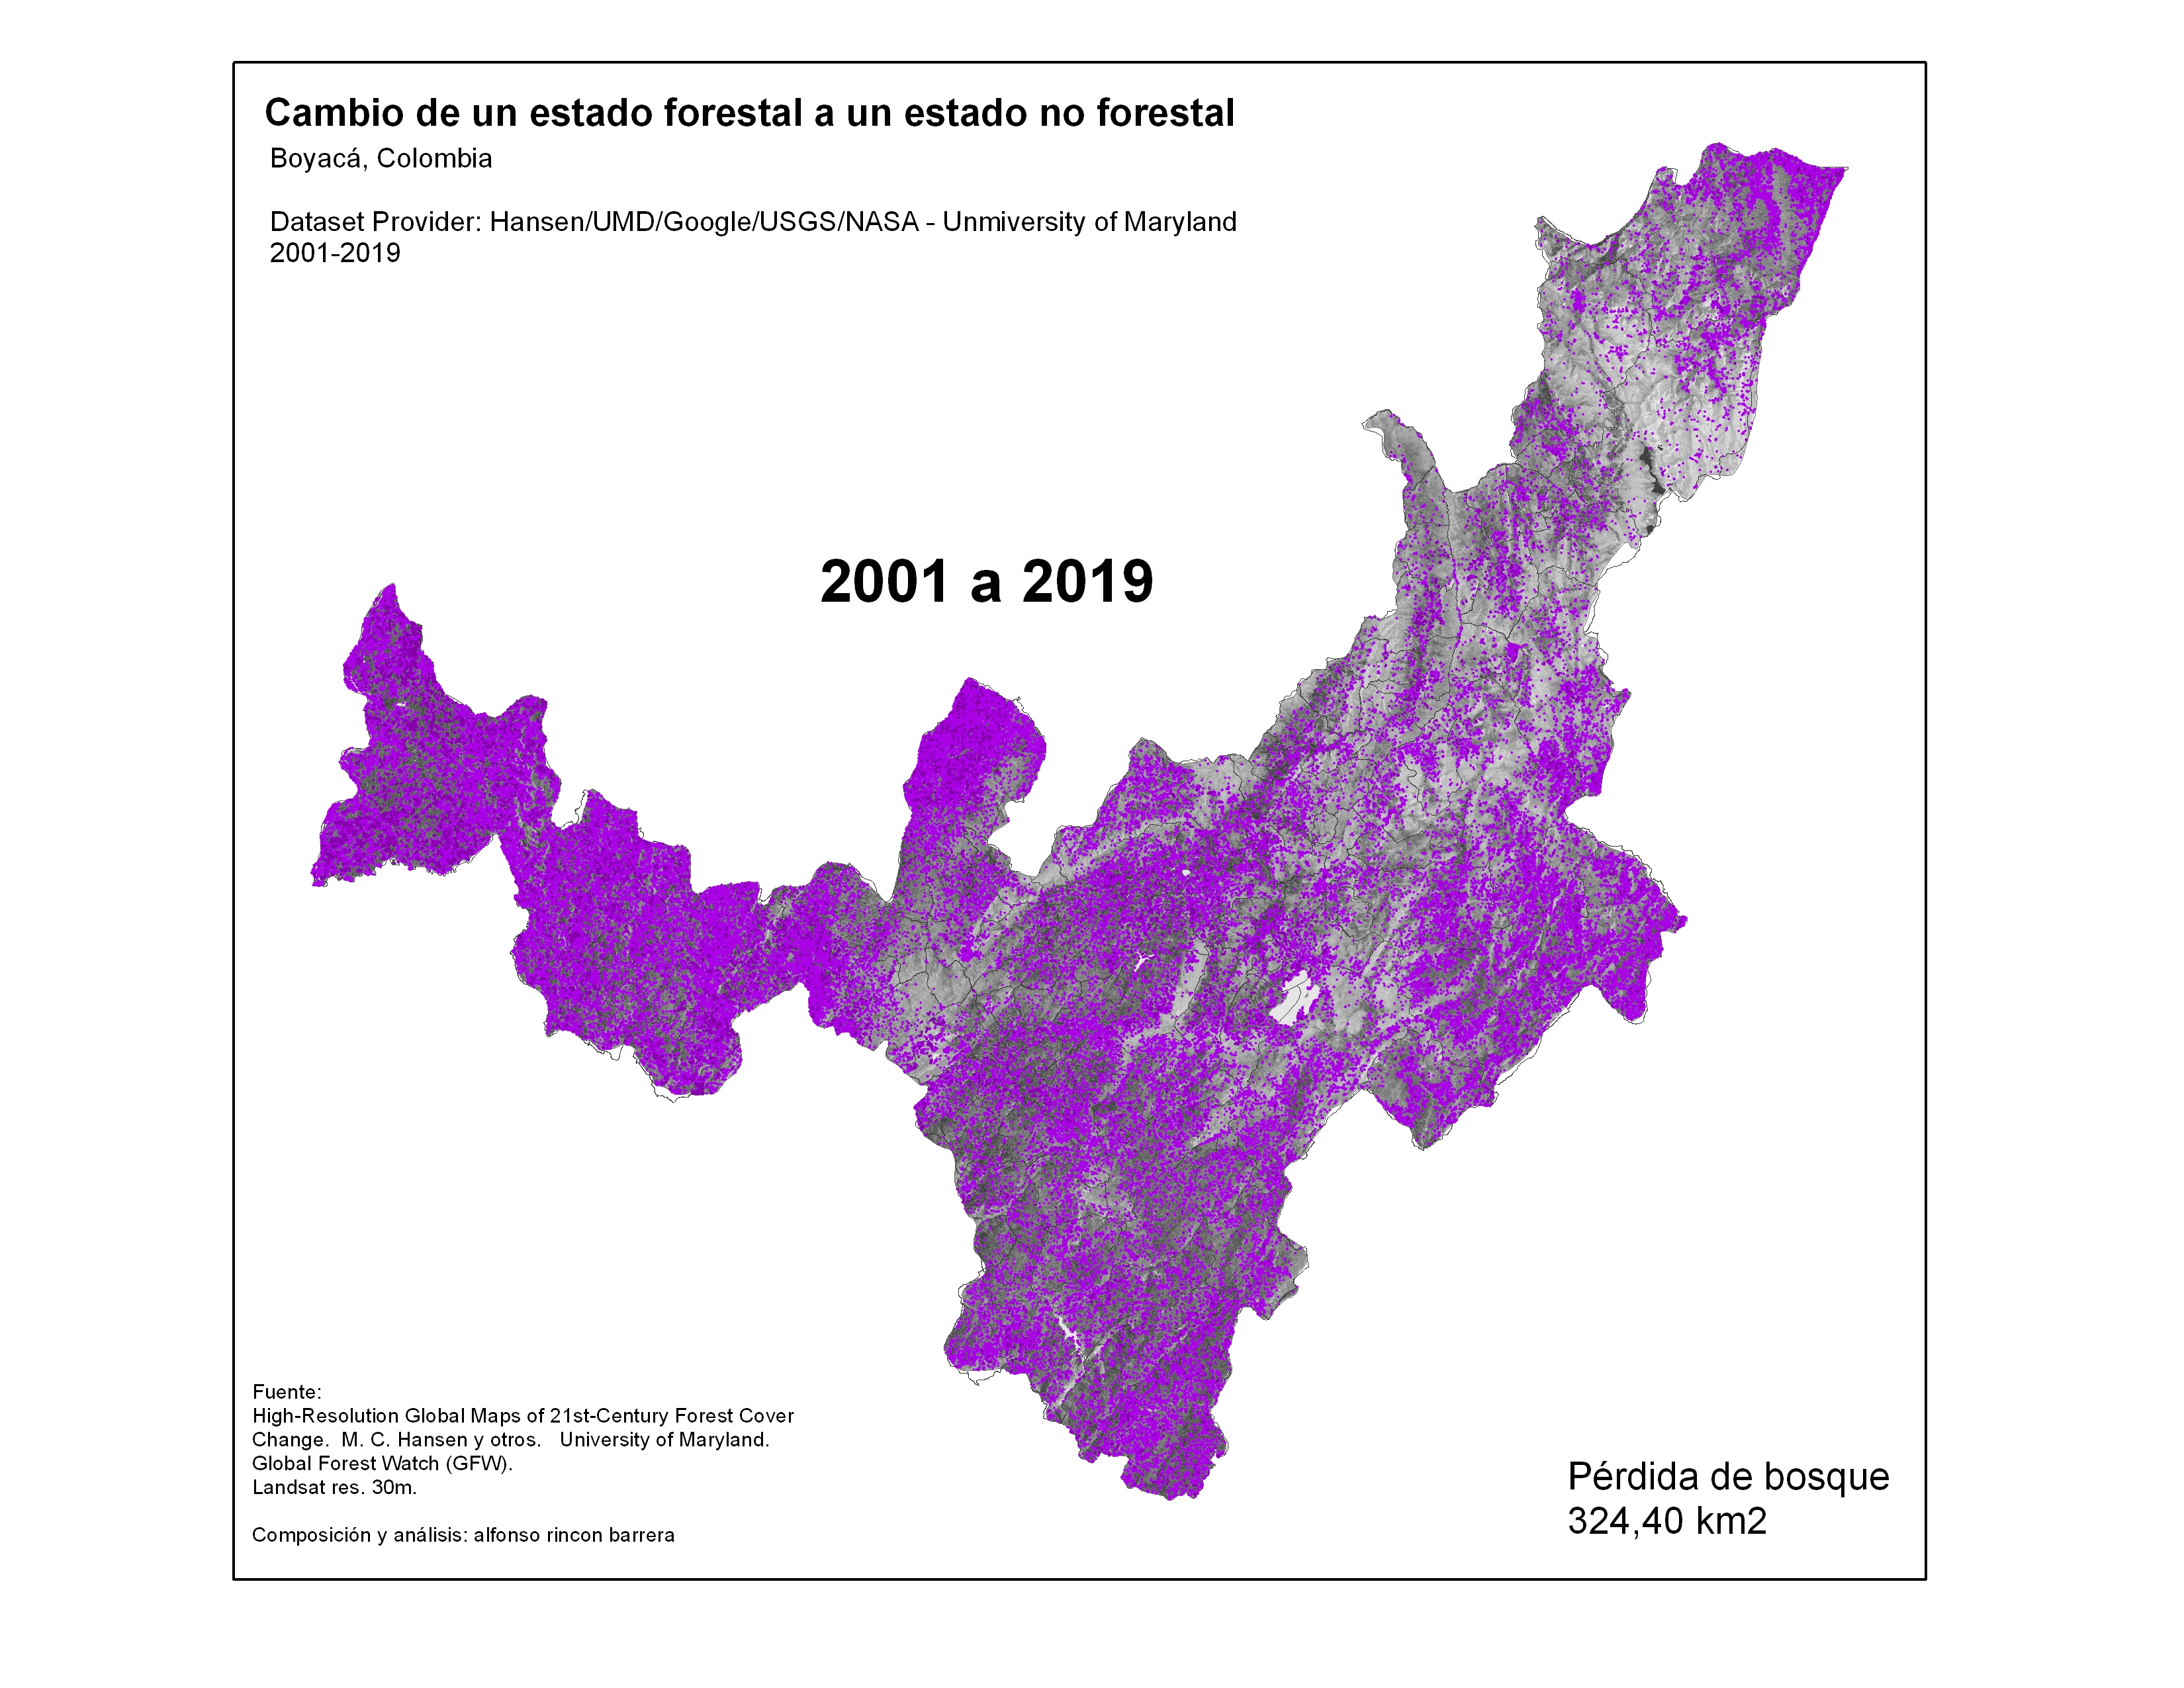 Cambio de un estado forestal a un estado no forestal
Boyacá, Colombia
Dataset Provider: Hansen/UMD/Google/USGS/NASA - Unmiversity of Maryland
2001-2019
2001 a 2019
Fuente:
High-Resolution Global Maps of 21st-Century Forest Cover
Change.  M. C. Hansen y otros.   University of Maryland.
Global Forest Watch (GFW).
Landsat res. 30m.
Composición y análisis: alfonso rincon barrera
Pérdida de bosque
324,40 km2